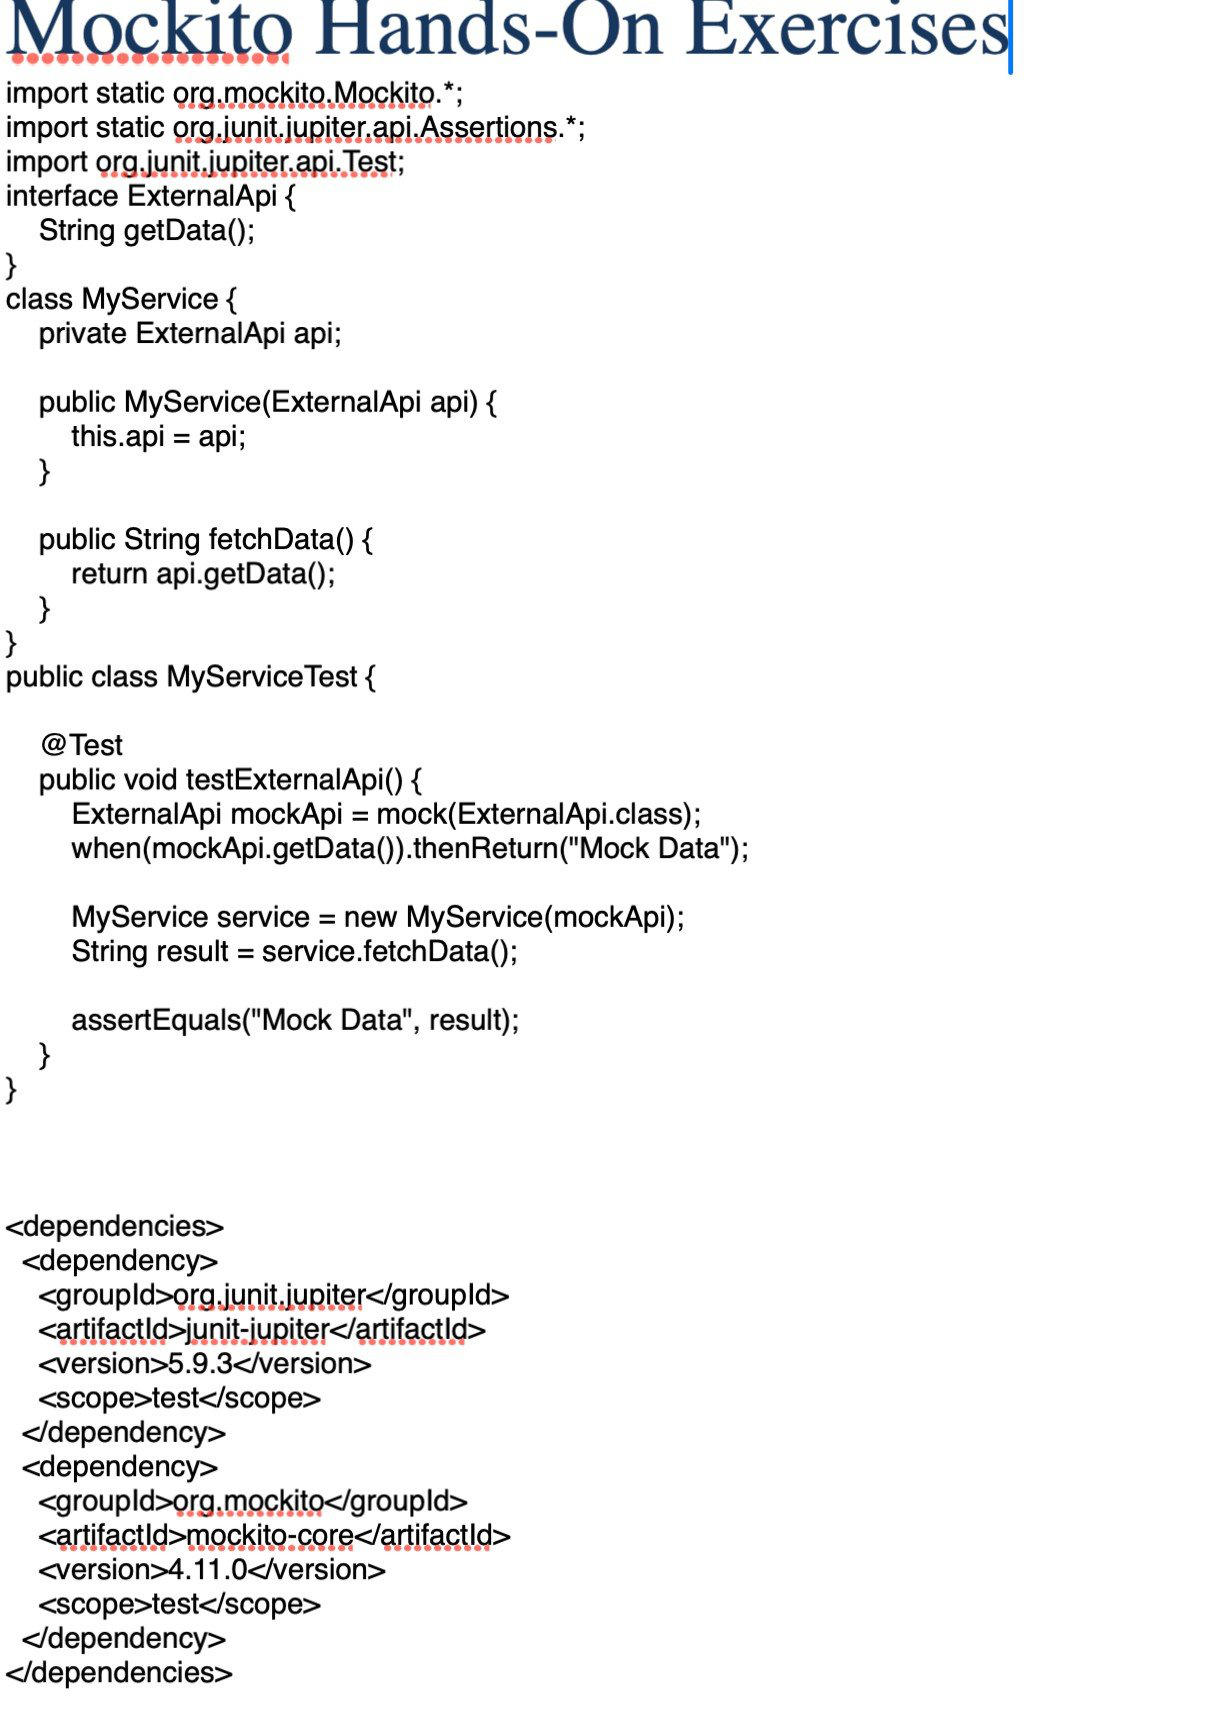 Mockito Hands-On Exercises
import static org.mockito.Mockito.*;
import static org.junit.jupiter.api.Assertions.*;
import org.junit.jupiter.api.Test;
interface ExternalApi {
    String getData();
}
class MyService {
    private ExternalApi api;

    public MyService(ExternalApi api) {
        this.api = api;
    }

    public String fetchData() {
        return api.getData();
    }
}
public class MyServiceTest {

    @Test
    public void testExternalApi() {
        ExternalApi mockApi = mock(ExternalApi.class);
        when(mockApi.getData()).thenReturn("Mock Data");

        MyService service = new MyService(mockApi);
        String result = service.fetchData();

        assertEquals("Mock Data", result);
    }
}

<dependencies>
  <dependency>
    <groupId>org.junit.jupiter</groupId>
    <artifactId>junit-jupiter</artifactId>
    <version>5.9.3</version>
    <scope>test</scope>
  </dependency>
  <dependency>
    <groupId>org.mockito</groupId>
    <artifactId>mockito-core</artifactId>
    <version>4.11.0</version>
    <scope>test</scope>
  </dependency>
</dependencies>